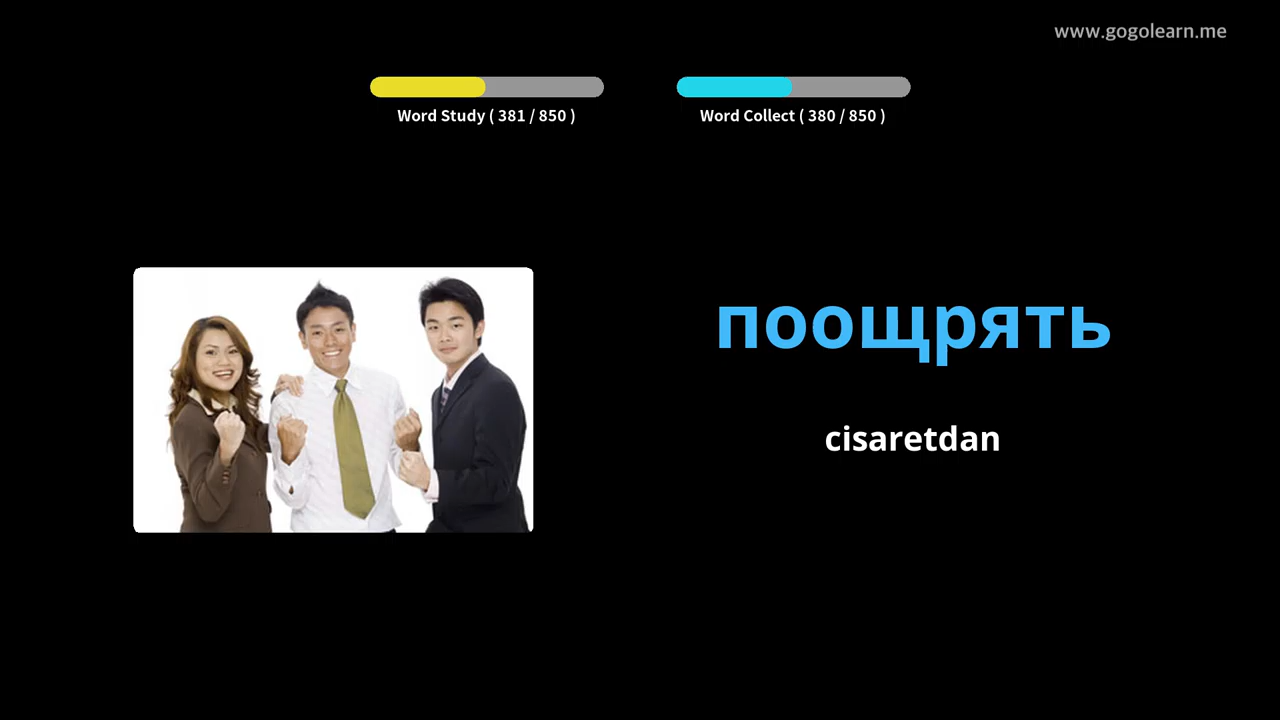 www.gogolearn.me
Word Study ( 381 / 850 )
Word Collect ( 380 / 850 )
поощрять
cisaretdan